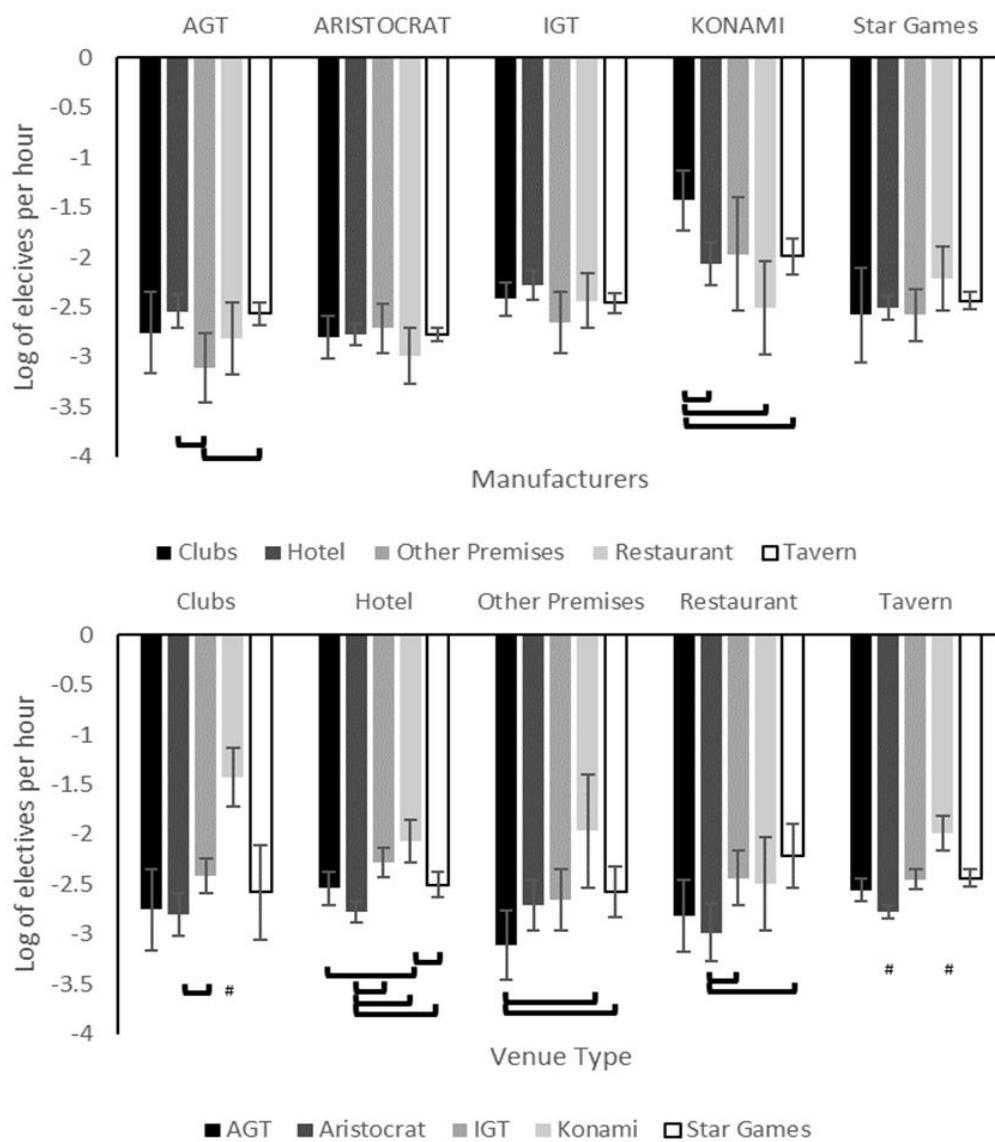 AGT ARISTOCRAT IGT KONAMI Star Games
0
-0.5
-1
-1.5
-2
-2.5
-3
-3.5
-4
Log of elecives per hour
Manufacturers
Clubs Hotel Other Premises Restaurant Tavern
Clubs Hotel Other Premises Restaurant Tavern
0
-0.5
-1
-1.5
-2
-2.5
-3
-3.5
-4
Log of electives per hour
# # #
Venue Type
AGT Aristocrat IGT Konami Star Games